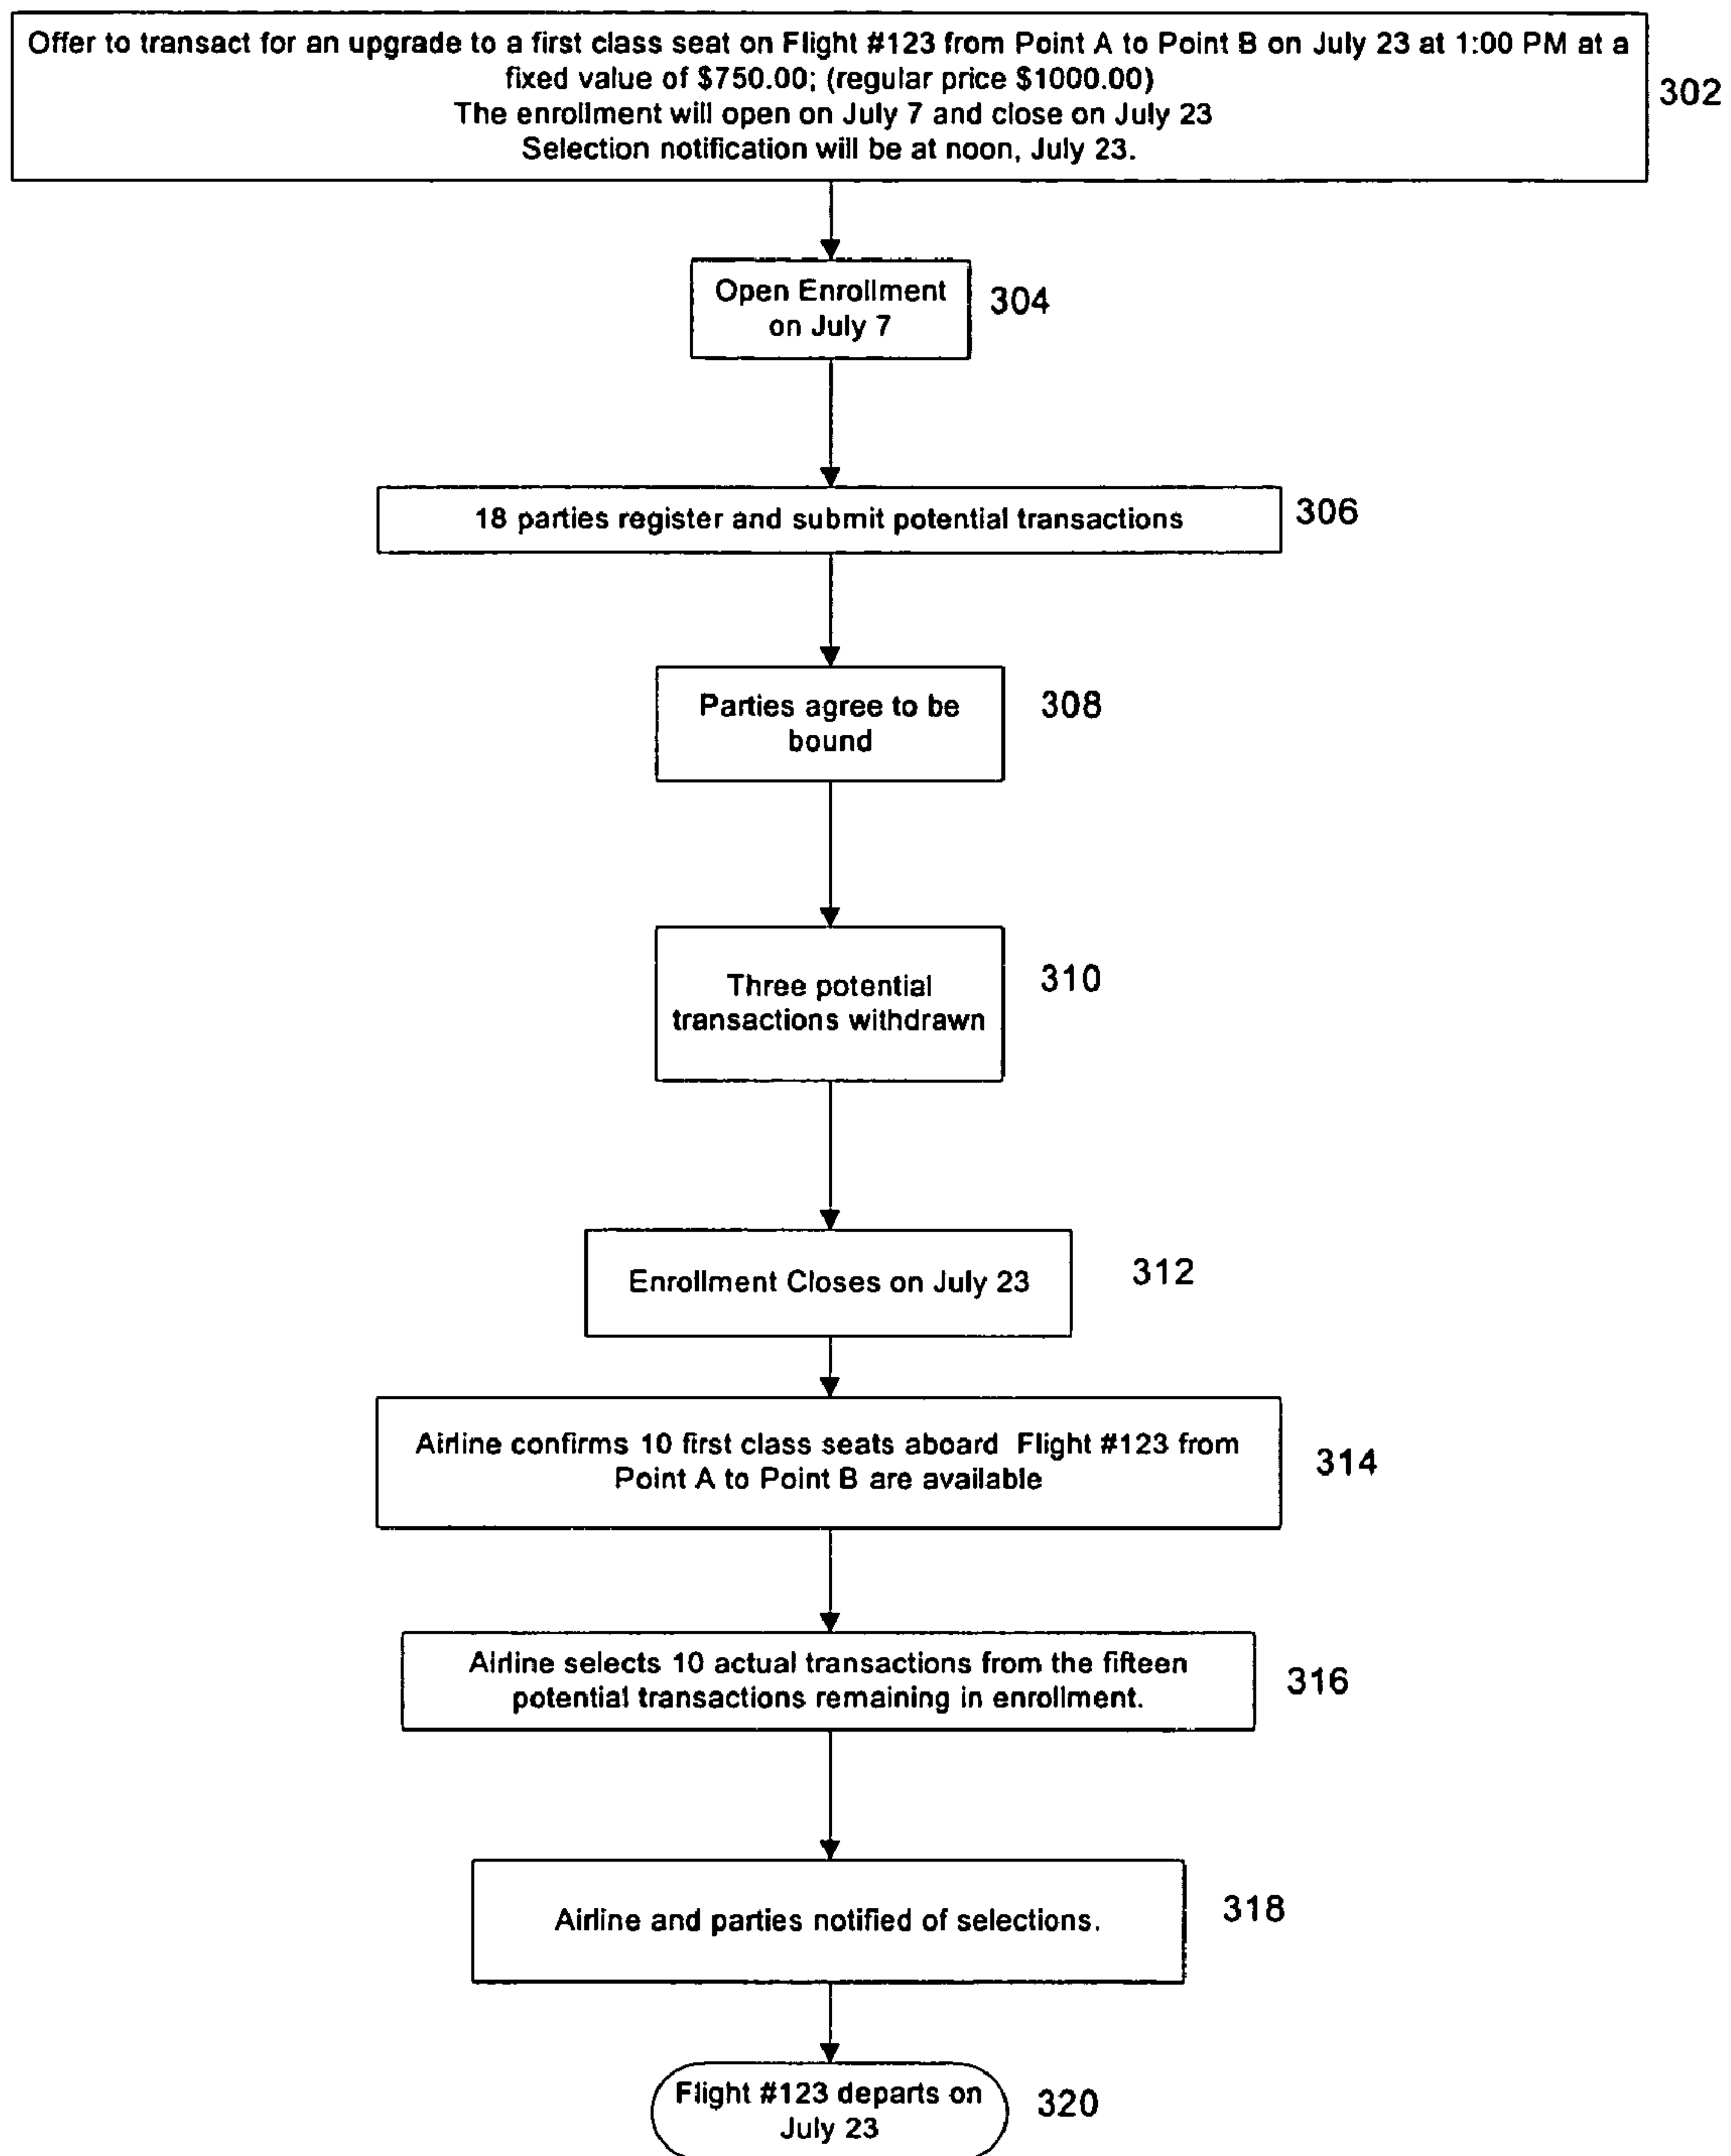 Offer to transact for an upgrade to a first class seat on Flight #123 from Point A to Point B on July 23 at 1:00 PM at a
fixed value of $750.00; (regular price $1000.00)
The enrollment will open on July 7 and close on July 23
Selection notification will be at noon, July 23.
302
Open Enrollment
on July 7
304
18 parties register and submit potential transactions
306
Parties agree to be
bound
308
Three potential
transactions withdrawn
310
Enrollment Closes on July 23
312
Airline confirms 10 first class seats aboard Flight #123 from
Point A to Point B are available
314
Airline selects 10 actual transactions from the fifteen
potential transactions remaining in enrollment.
316
Airline and parties notified of selections.
318
Flight #123 departs on
July 23
320